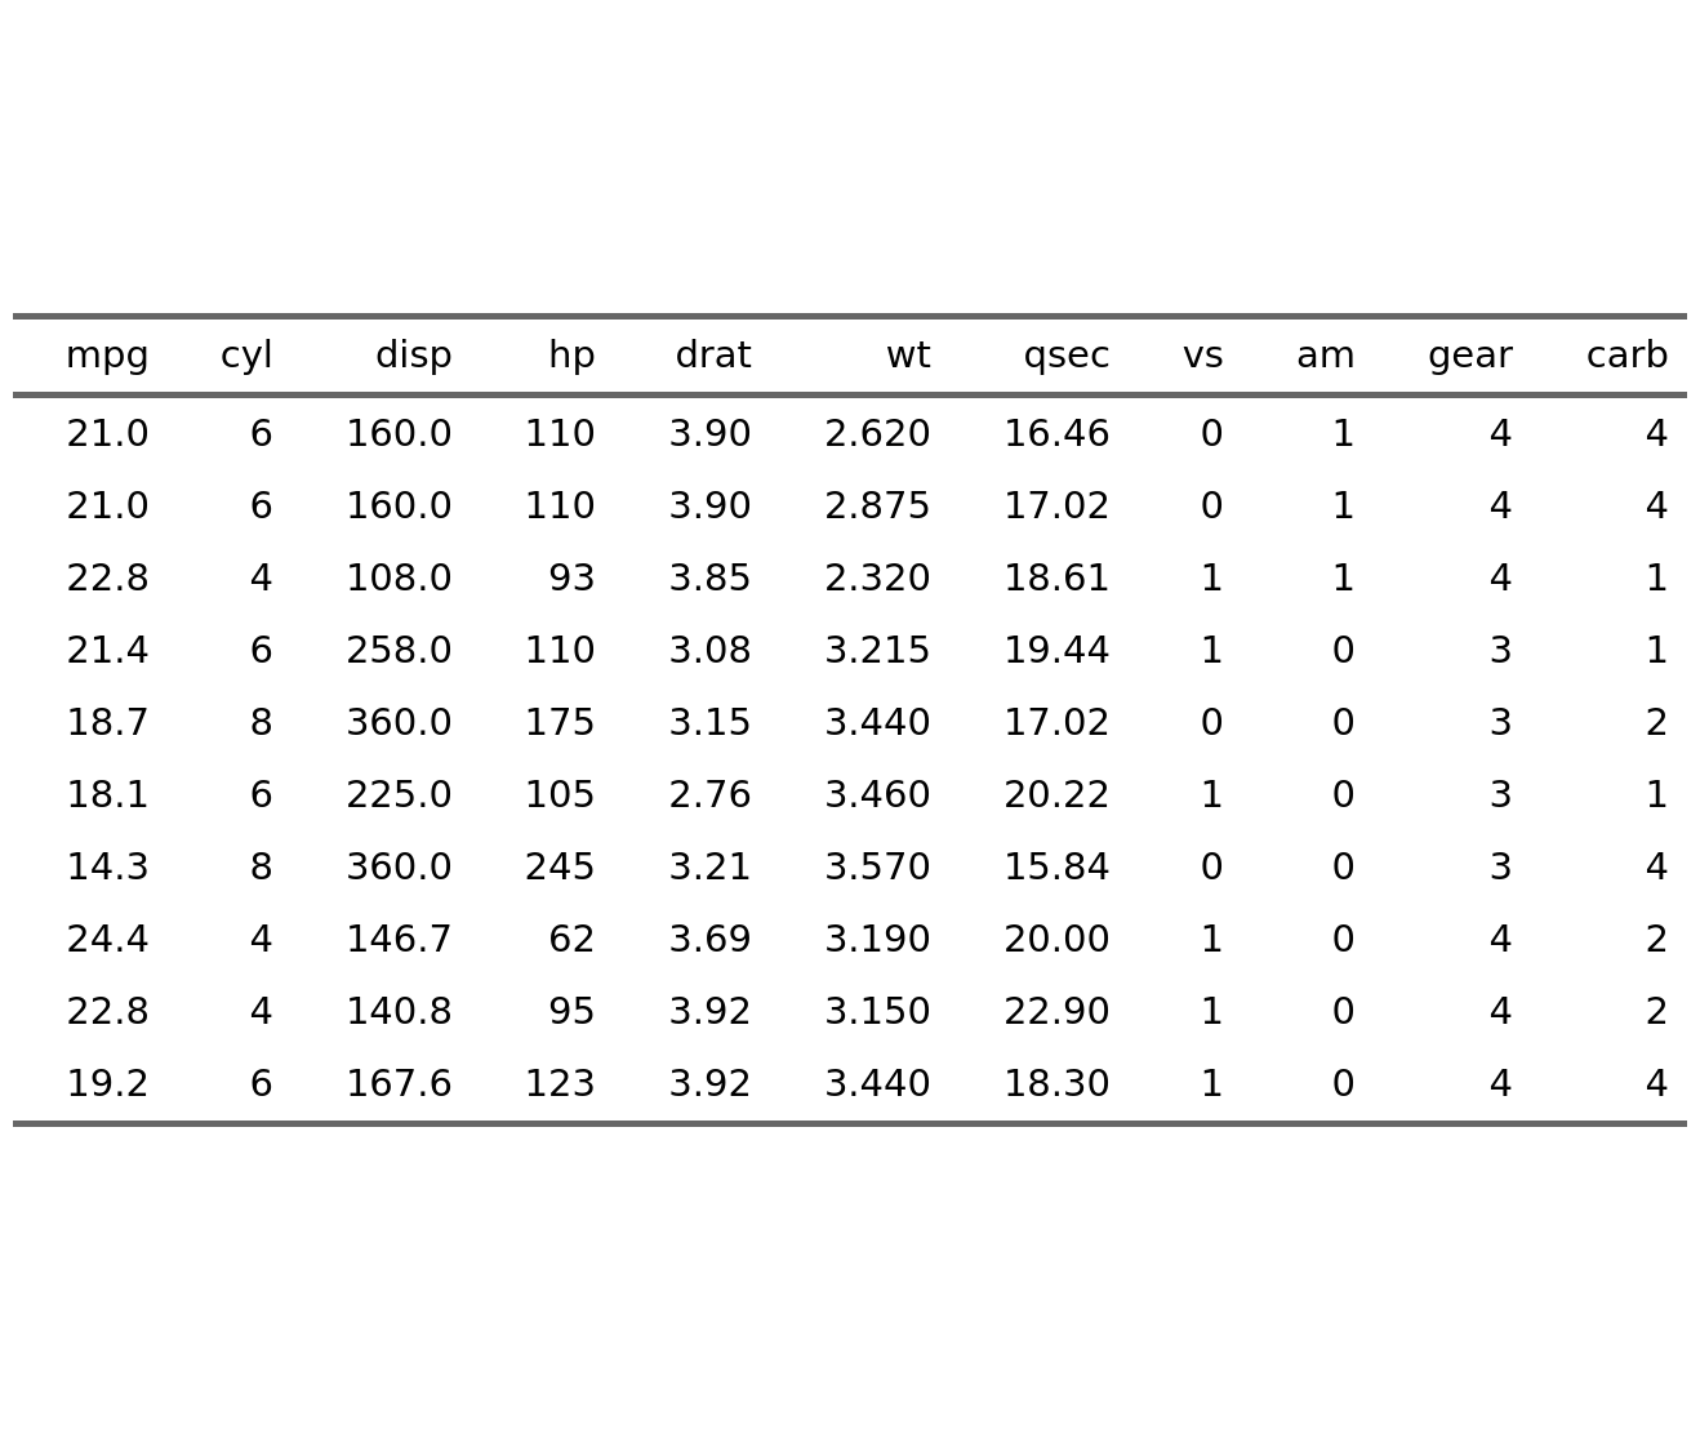 mpg cyl disp hp drat wt qsec vs am gear carb
21.0 6 160.0 110 3.90 2.620 16.46 0 1 4 4
21.0 6 160.0 110 3.90 2.875 17.02 0 1 4 4
22.8 4 108.0 93 3.85 2.320 18.61 1 1 4 1
21.4 6 258.0 110 3.08 3.215 19.44 1 0 3 1
18.7 8 360.0 175 3.15 3.440 17.02 0 0 3 2
18.1 6 225.0 105 2.76 3.460 20.22 1 0 3 1
14.3 8 360.0 245 3.21 3.570 15.84 0 0 3 4
24.4 4 146.7 62 3.69 3.190 20.00 1 0 4 2
22.8 4 140.8 95 3.92 3.150 22.90 1 0 4 2
19.2 6 167.6 123 3.92 3.440 18.30 1 0 4 4